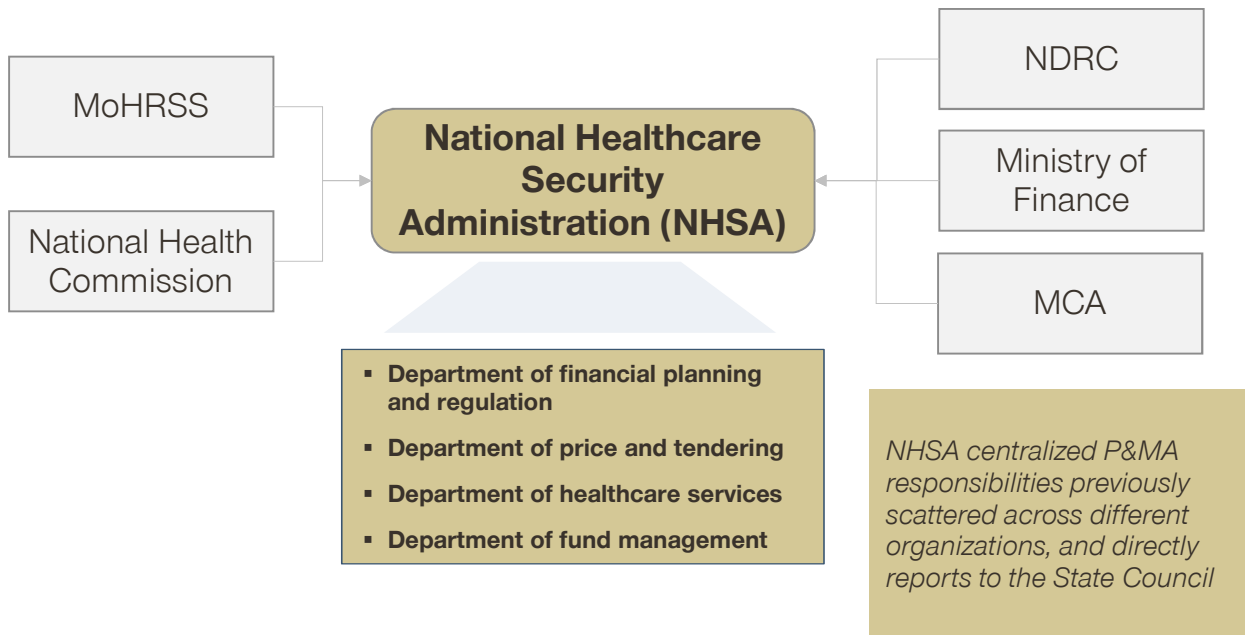 MoHRSS
National Health
Commission
National Healthcare
Security
Administration (NHSA)
NDRC
Ministry of
Finance
MCA
▪ Department of financial planning
and regulation
▪ Department of price and tendering
▪ Department of healthcare services
▪ Department of fund management
NHSA centralized P&MA
responsibilities previously
scattered across different
organizations, and directly
reports to the State Council